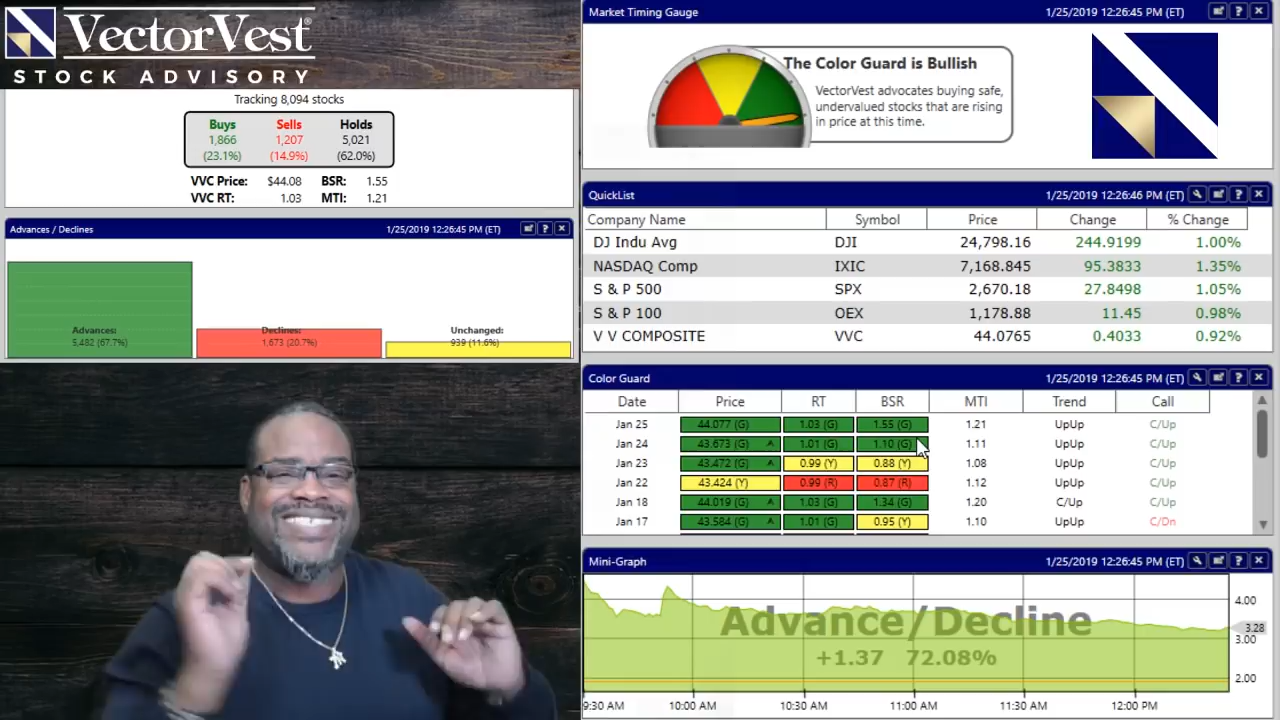 VectorVest®
STOCK ADVISORY
Tracking 8,094 stocks
Buys Sells Holds
1,866 1,207 5,021
(23.1%) (14.9%) (62.0%)
VVC Price: $44.08 BSR: 1.55
VVC RT: 1.03 MTI: 1.21
Advances / Declines 1/25/2019 12:26:45 PM (ET) ?
Advances: Declines: Unchanged:
5,482 (67.7%) 1,673 (20.7%) 939 (11.6%)
Market Timing Gauge 1/25/2019 12:26:45 PM (ET) ?
The Color Guard is Bullish
VectorVest advocates buying safe,
undervalued stocks that are rising
in price at this time.
QuickList 1/25/2019 12:26:46 PM (ET) ?
Company Name Symbol Price Change % Change
DJ Indu Avg DJI 24,798.16 244.9199 1.00%
NASDAQ Comp IXIC 7,168.845 95.3833 1.35%
S & P 500 SPX 2,670.18 27.8498 1.05%
S & P 100 OEX 1,178.88 11.45 0.98%
V V COMPOSITE VVC 44.0765 0.4033 0.92%
Color Guard 1/25/2019 12:26:45 PM (ET) ?
Date Price RT BSR MTI Trend Call
Jan 25 44.077 (G) 1.03 (G) 1.55 (G) 1.21 UpUp C/Up
Jan 24 43.673 (G) 1.01 (G) 1.10 (G) 1.11 UpUp C/Up
Jan 23 43.472 (G) 0.99 (Y) 0.88 (Y) 1.08 UpUp C/Up
Jan 22 43.424 (Y) 0.99 (R) 0.87 (R) 1.12 UpUp C/Up
Jan 18 44.019 (G) 1.03 (G) 1.34 (G) 1.20 C/Up C/Up
Jan 17 43.584 (G) 1.01 (G) 0.95 (Y) 1.10 UpUp C/Dn
Mini-Graph 1/25/2019 12:26:45 PM (ET) ?
Advance/Decline
+1.37 72.08%
4.00
3.28
3.00
2.00
9:30 AM 10:00 AM 10:30 AM 11:00 AM 11:30 AM 12:00 PM